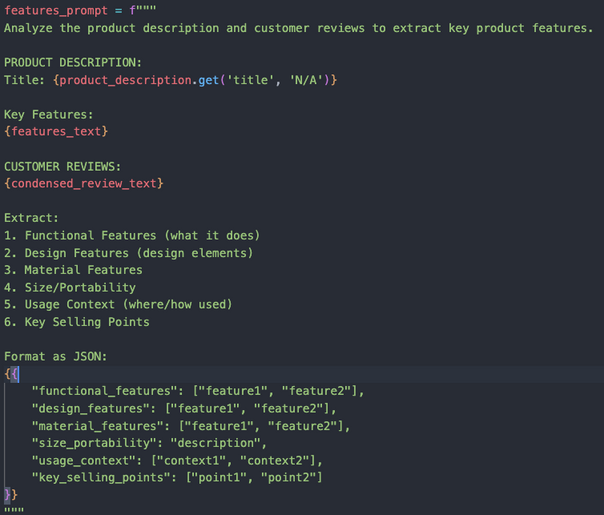 features_prompt = f"""
Analyze the product description and customer reviews to extract key product features.

PRODUCT DESCRIPTION:
Title: {product_description.get('title', 'N/A')}

Key Features:
{features_text}

CUSTOMER REVIEWS:
{condensed_review_text}

Extract:
1. Functional Features (what it does)
2. Design Features (design elements)
3. Material Features
4. Size/Portability
5. Usage Context (where/how used)
6. Key Selling Points

Format as JSON:
{{
    "functional_features": ["feature1", "feature2"],
    "design_features": ["feature1", "feature2"],
    "material_features": ["feature1", "feature2"],
    "size_portability": "description",
    "usage_context": ["context1", "context2"],
    "key_selling_points": ["point1", "point2"]
}}
"""